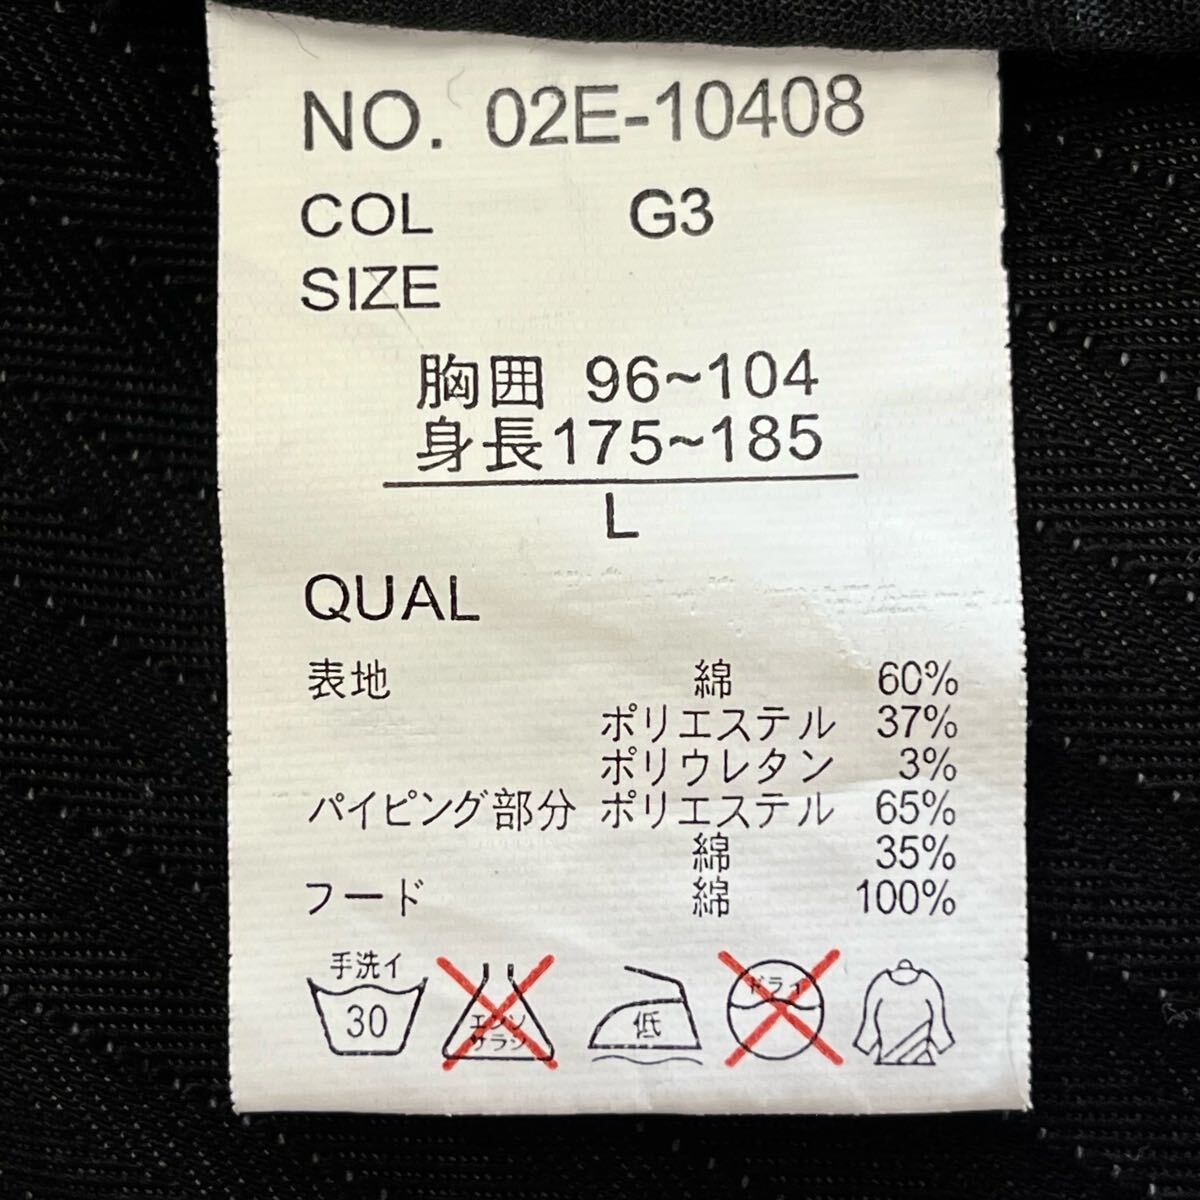 NO. 02E-10408
COL G3
SIZE
胸囲 96~104
身長175~185
L
QUAL
表地 綿 60%
ポリエステル 37%
ポリウレタン 3%
パイピング部分 ポリエステル 65%
綿 35%
フード 綿 100%
手洗イ
30
エンソ
サラシ
低
ドライ